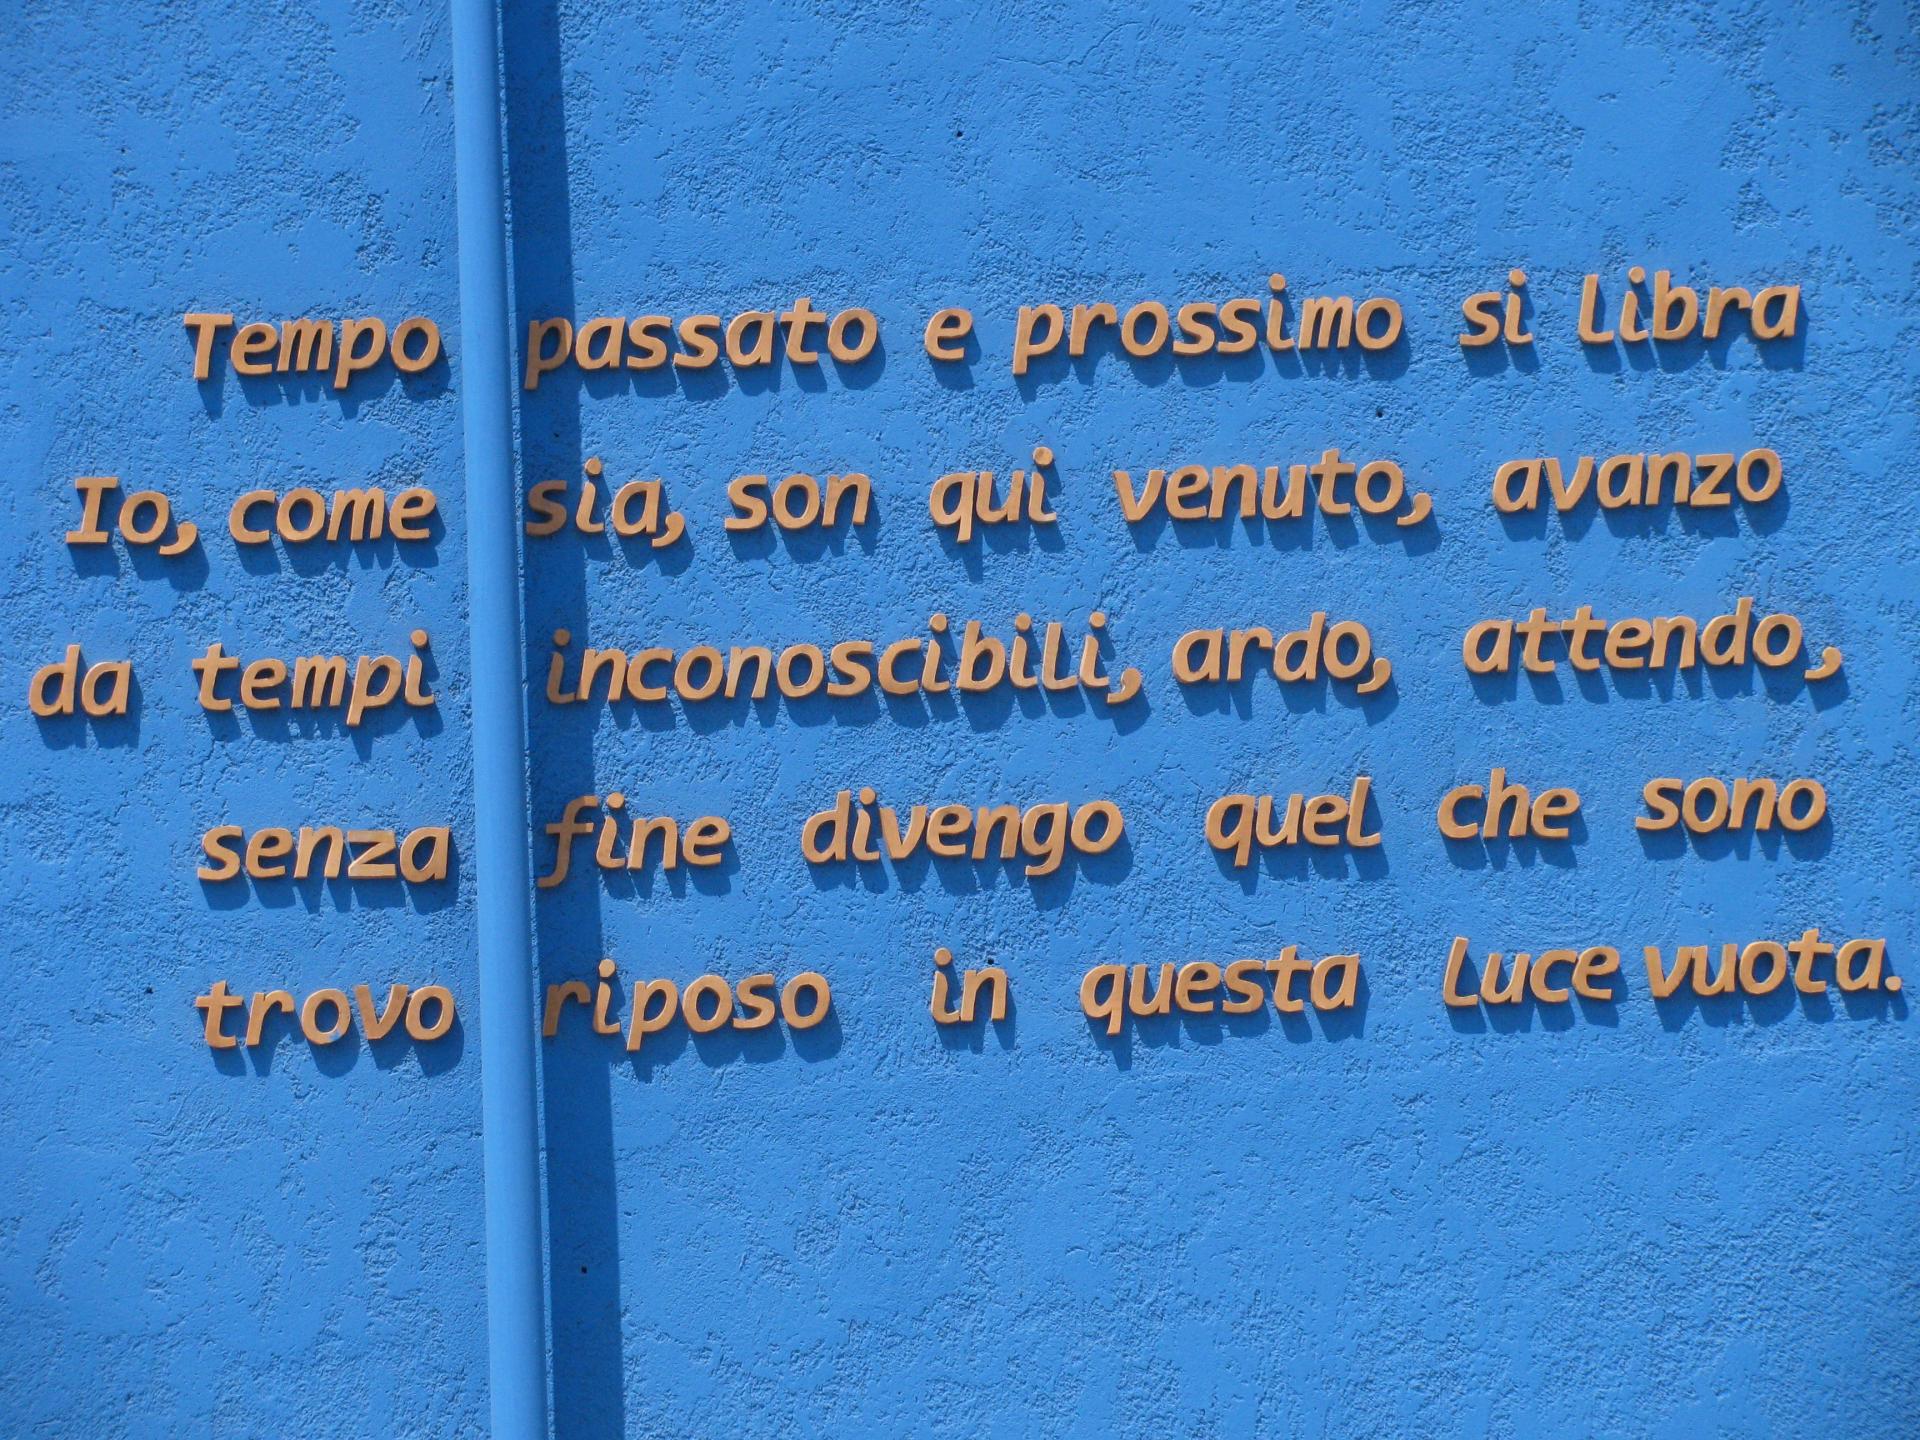 Tempo passato e prossimo si libra
Io, come sia, son qui venuto, avanzo
da tempi inconoscibili, ardo, attendo,
senza fine divengo quel che sono
trovo riposo in questa luce vuota.